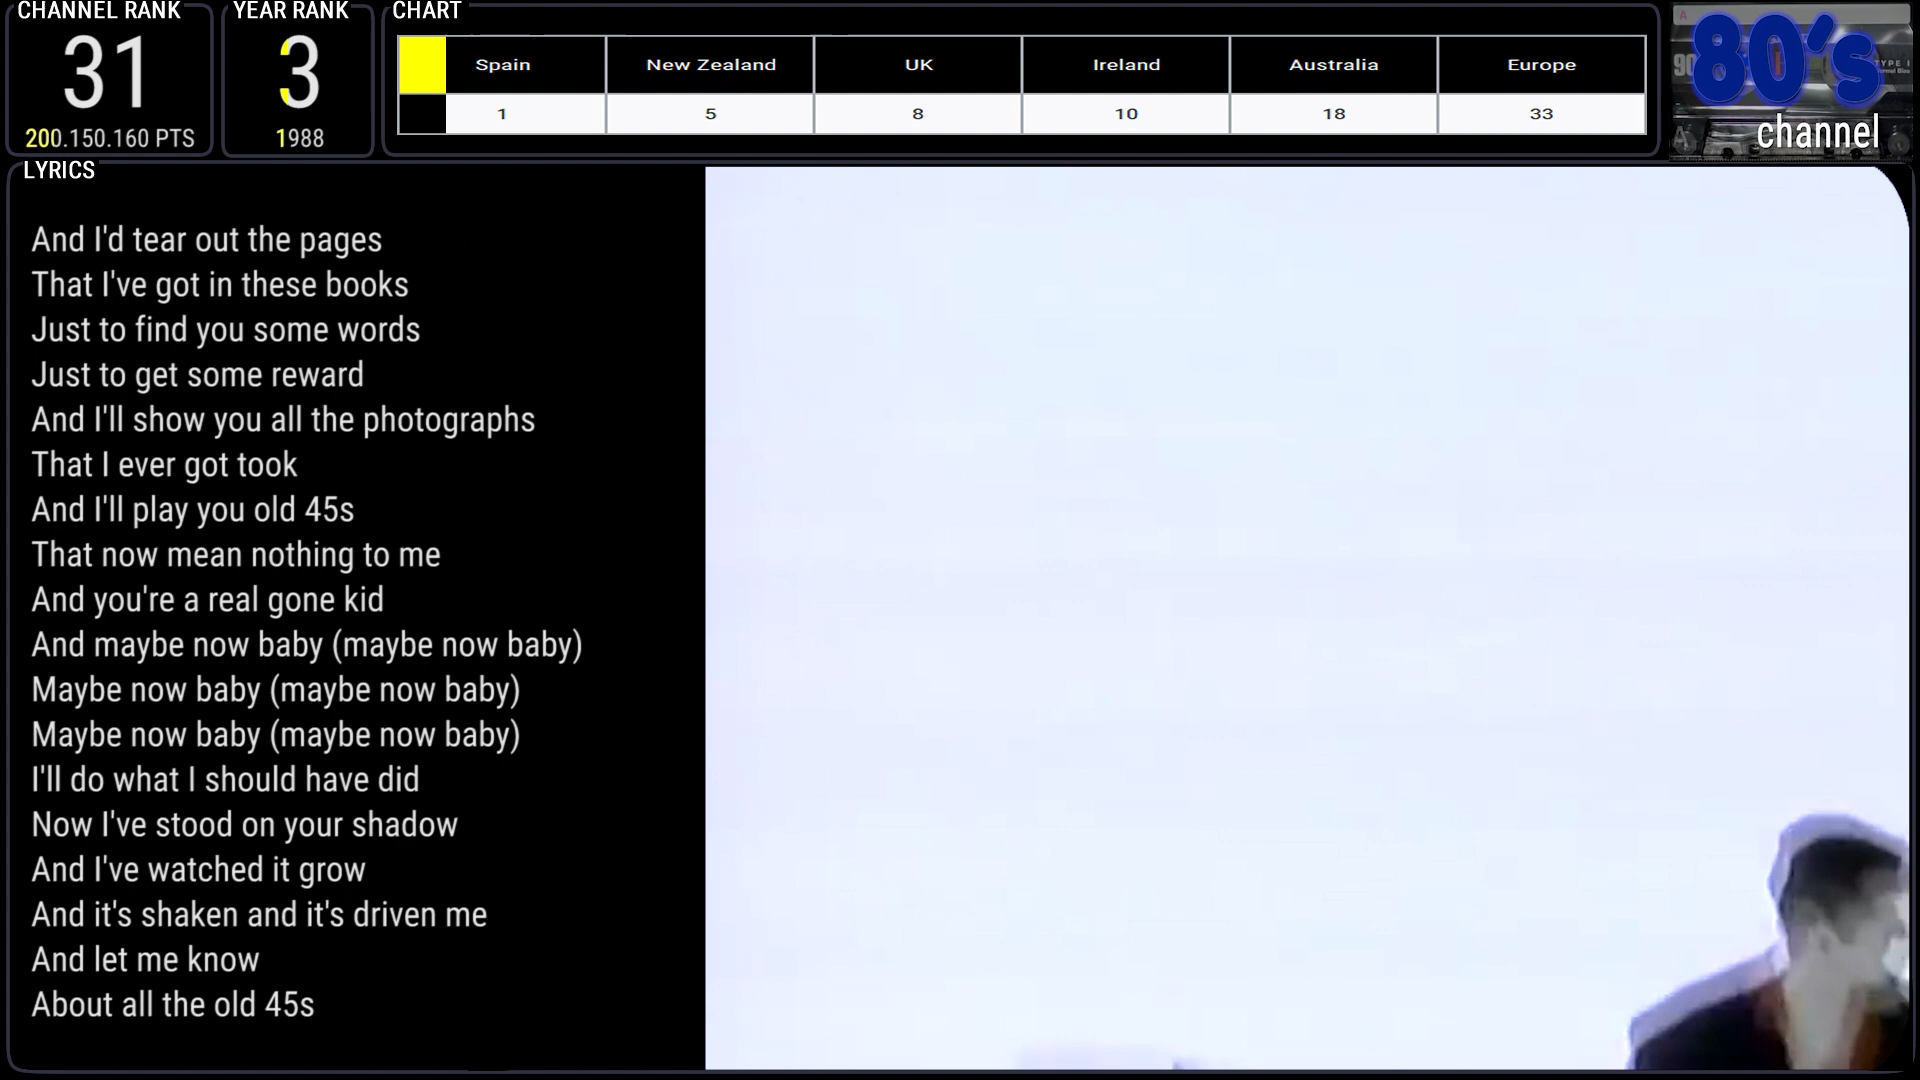 CHANNEL RANK
31
200.150.160 PTS
YEAR RANK
3
1988
CHART
Spain New Zealand UK Ireland Australia Europe
1 5 8 10 18 33
80's
channel
A
90
TYPE I
A
LYRICS
And I'd tear out the pages
That I've got in these books
Just to find you some words
Just to get some reward
And I'll show you all the photographs
That I ever got took
And I'll play you old 45s
That now mean nothing to me
And you're a real gone kid
And maybe now baby (maybe now baby)
Maybe now baby (maybe now baby)
Maybe now baby (maybe now baby)
I'll do what I should have did
Now I've stood on your shadow
And I've watched it grow
And it's shaken and it's driven me
And let me know
About all the old 45s